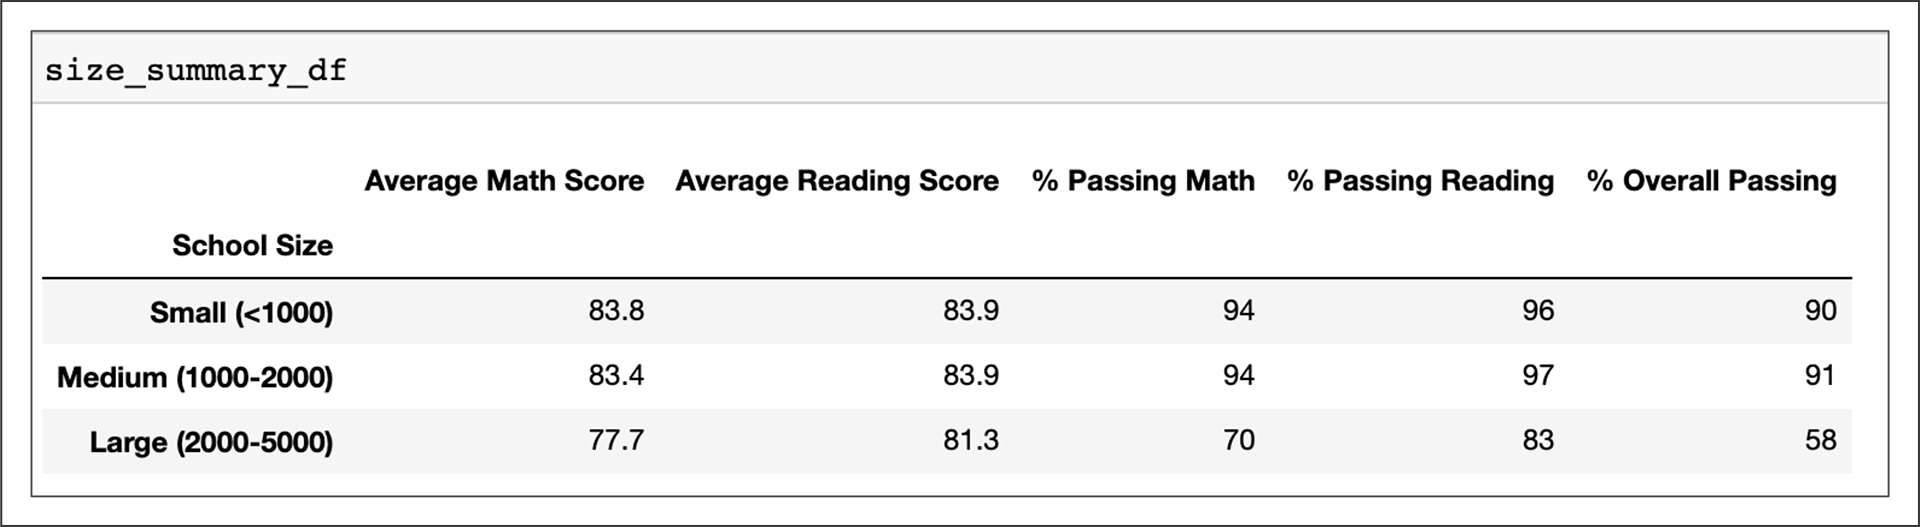 size_summary_df
Average Math Score Average Reading Score % Passing Math % Passing Reading % Overall Passing
School Size
Small (<1000) 83.8 83.9 94 96 90
Medium (1000-2000) 83.4 83.9 94 97 91
Large (2000-5000) 77.7 81.3 70 83 58